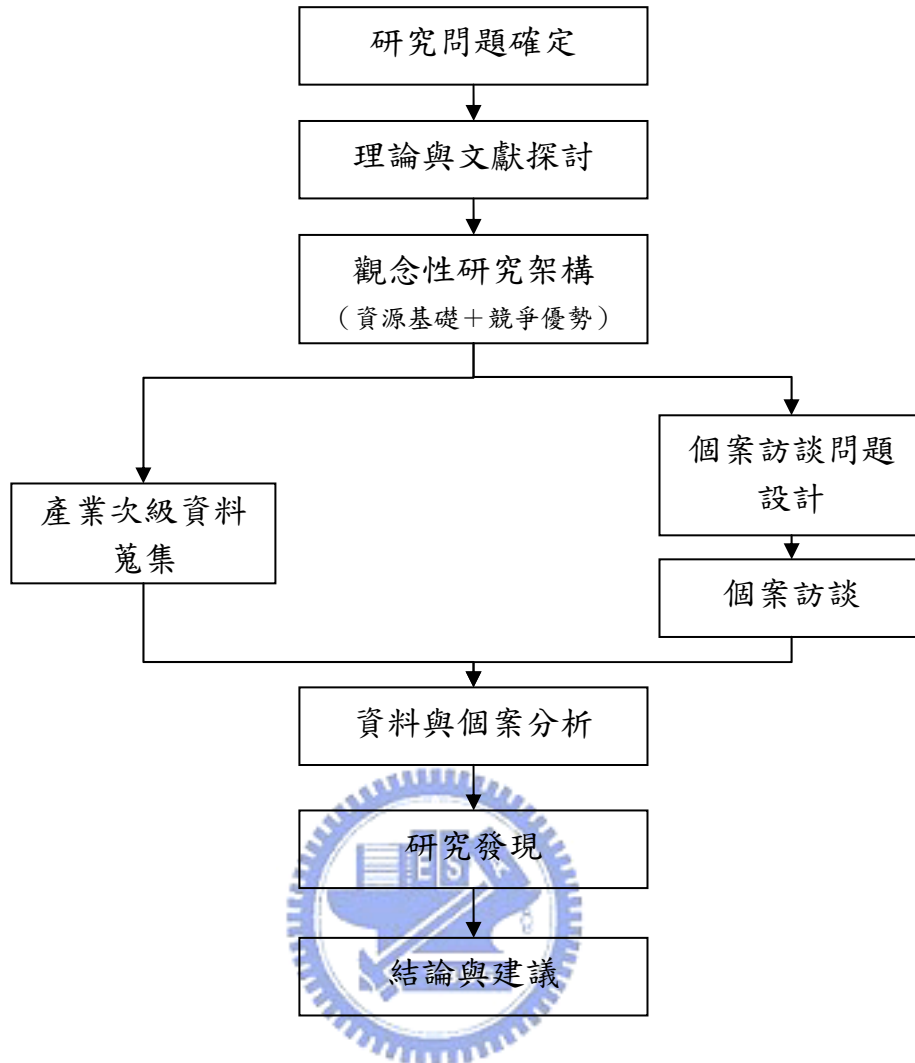 研究問題確定
理論與文獻探討
觀念性研究架構
（資源基礎＋競爭優勢）
產業次級資料
蒐集
個案訪談問題
設計
個案訪談
資料與個案分析
研究發現
結論與建議
E S A